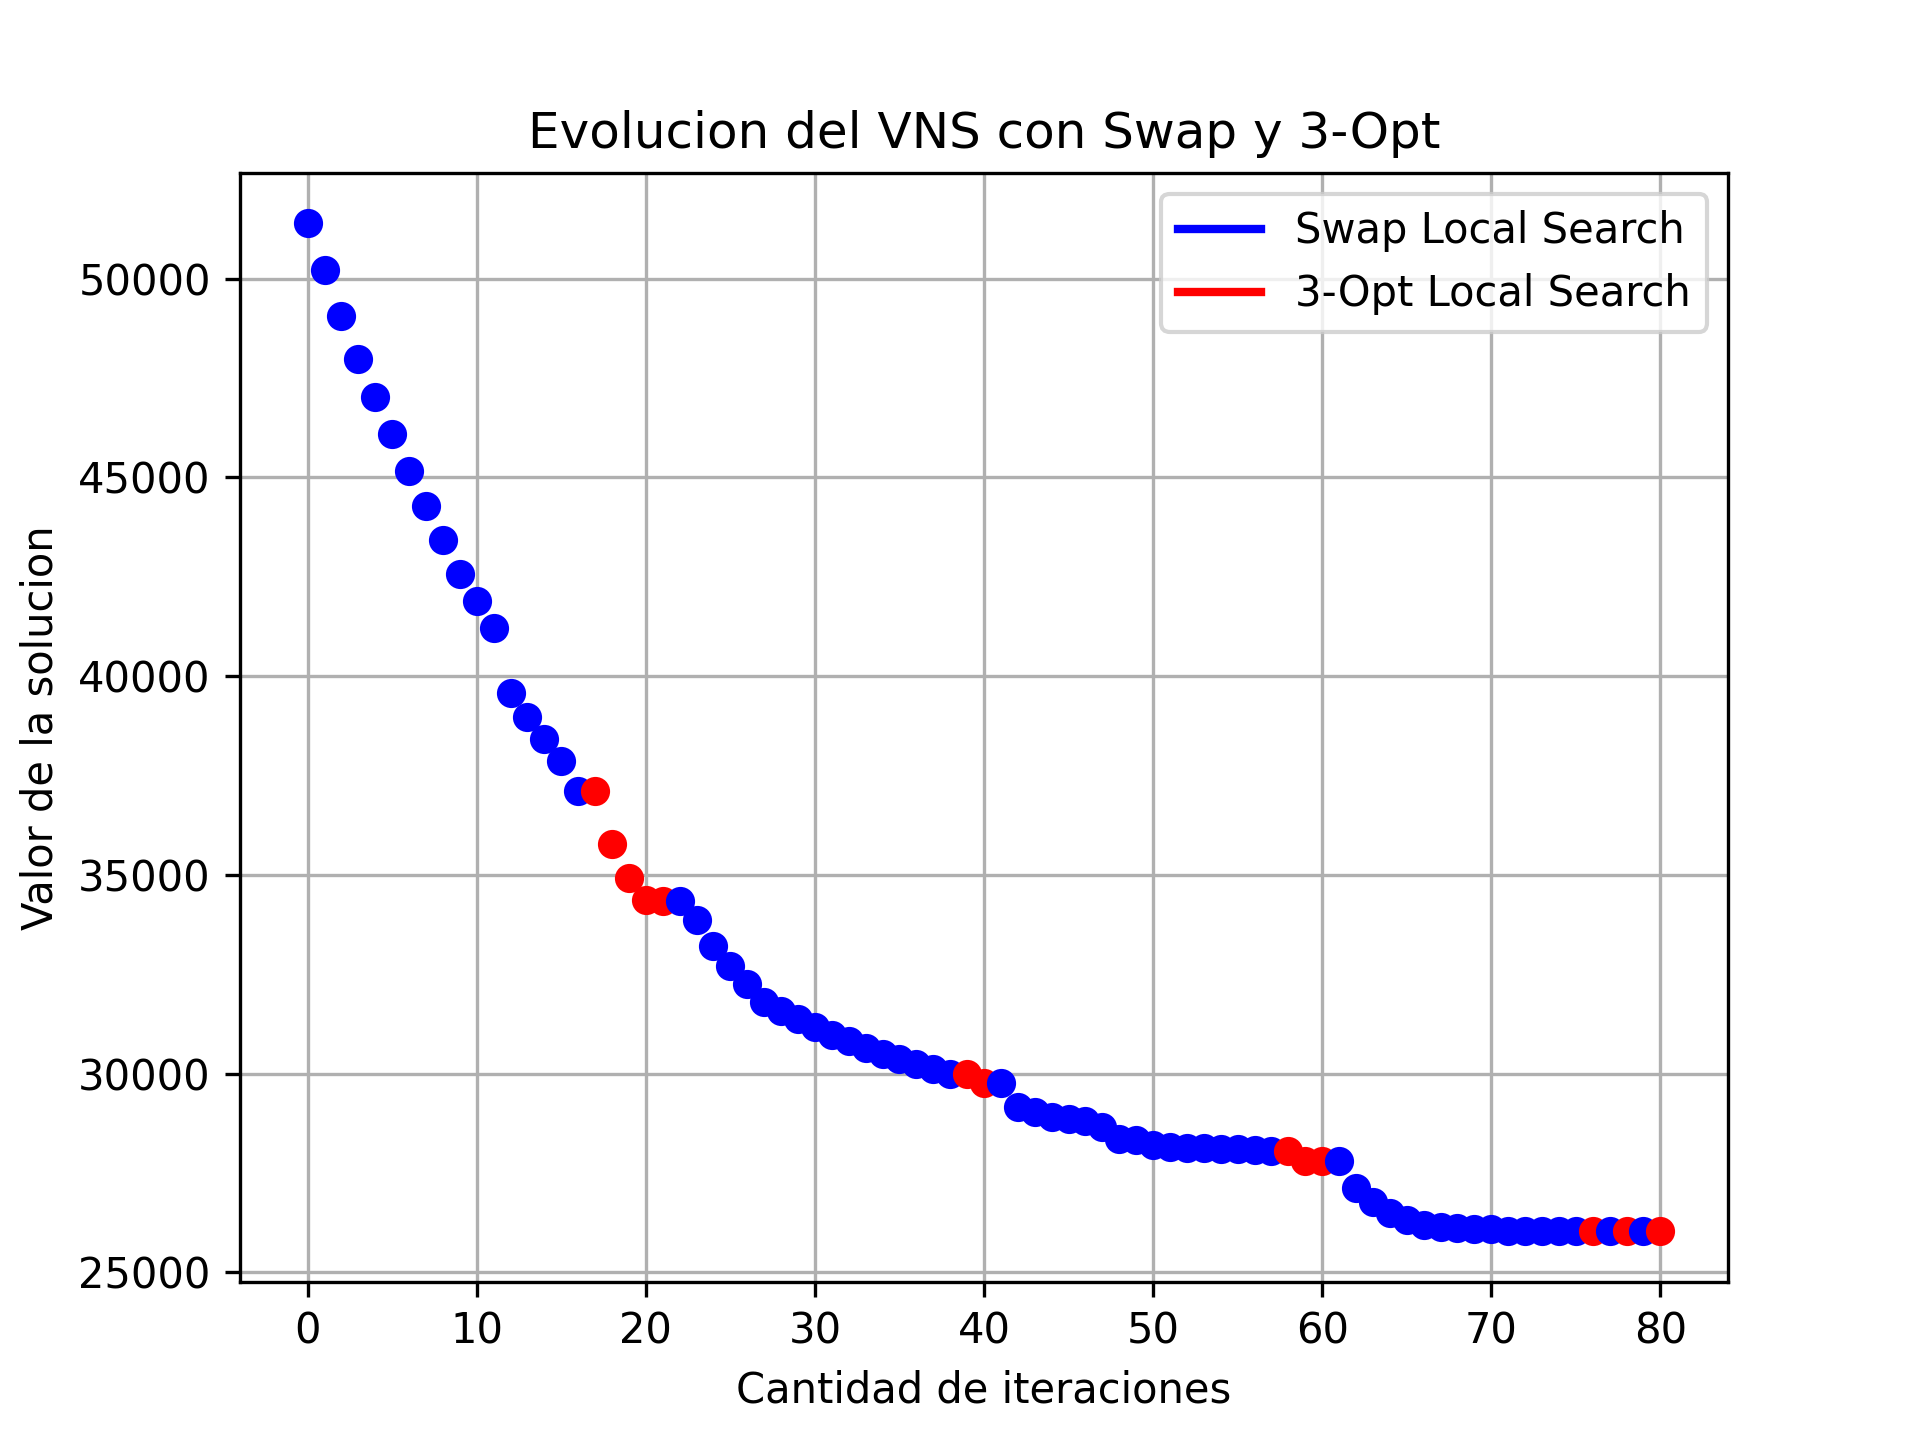 Evolucion del VNS con Swap y 3-Opt
Swap Local Search
3-Opt Local Search
Valor de la solucion
50000
45000
40000
35000
30000
25000
0 10 20 30 40 50 60 70 80
Cantidad de iteraciones